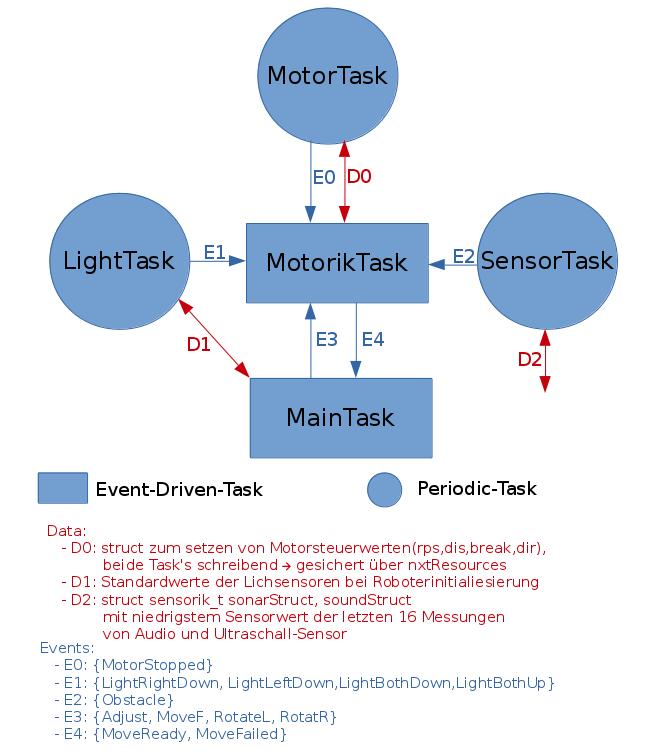 MotorTask
E0 D0
LightTask
E1
MotorikTask
E2
SensorTask
D1
E3 E4
D2
MainTask
Event-Driven-Task
Periodic-Task
Data:
- D0: struct zum setzen von Motorsteuerwerten(rps,dis,break,dir),
beide Task's schreibend → gesichert über nxtResources
- D1: Standardwerte der Lichsensoren bei Roboterinitialiesierung
- D2: struct sensorik_t sonarStruct, soundStruct
mit niedrigstem Sensorwert der letzten 16 Messungen
von Audio und Ultraschall-Sensor
Events:
- E0: {MotorStopped}
- E1: {LightRightDown, LightLeftDown,LightBothDown,LightBothUp}
- E2: {Obstacle}
- E3: {Adjust, MoveF, RotateL, RotatR}
- E4: {MoveReady, MoveFailed}